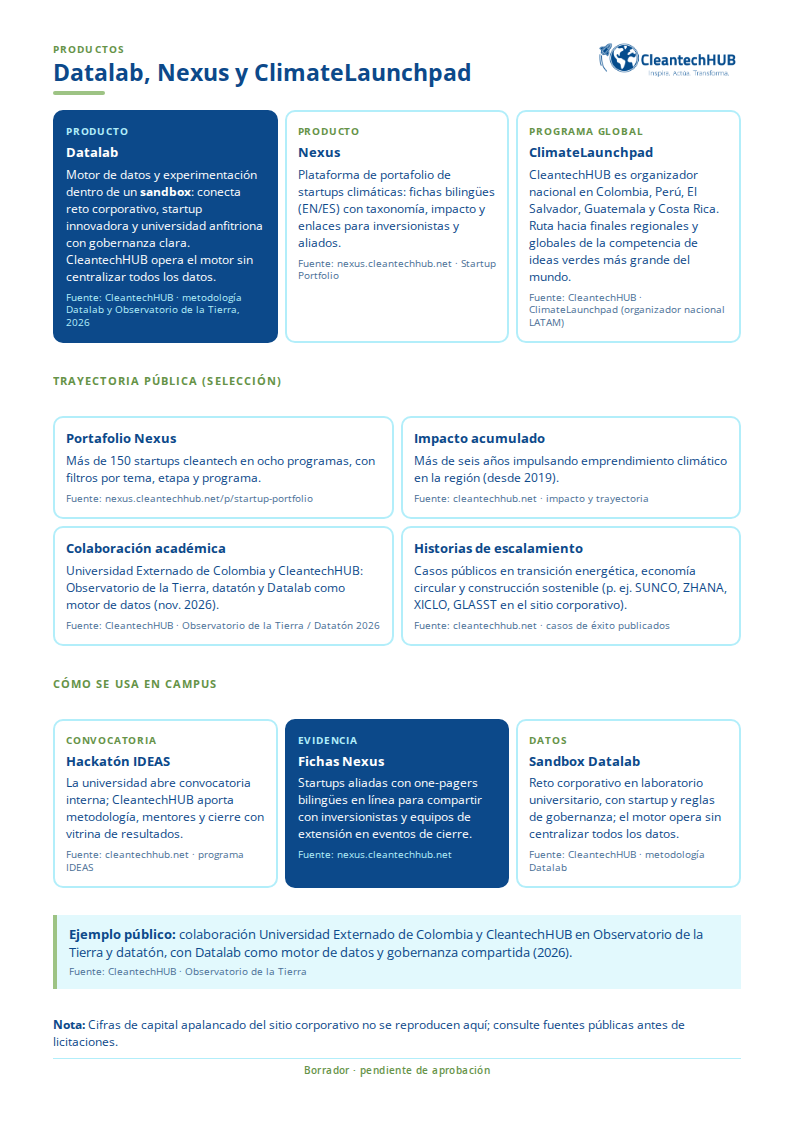 PRODUCTOS
Datalab, Nexus y ClimateLaunchpad
CleantechHUB
Inspira. Actúa. Transforma.
PRODUCTO
Datalab
Motor de datos y experimentación
dentro de un sandbox: conecta
reto corporativo, startup
innovadora y universidad anfitriona
con gobernanza clara.
CleantechHUB opera el motor sin
centralizar todos los datos.
Fuente: CleantechHUB · metodología
Datalab y Observatorio de la Tierra,
2026
PRODUCTO
Nexus
Plataforma de portafolio de
startups climáticas: fichas bilingües
(EN/ES) con taxonomía, impacto y
enlaces para inversionistas y
aliados.
Fuente: nexus.cleantechhub.net · Startup
Portfolio
PROGRAMA GLOBAL
ClimateLaunchpad
CleantechHUB es organizador
nacional en Colombia, Perú, El
Salvador, Guatemala y Costa Rica.
Ruta hacia finales regionales y
globales de la competencia de
ideas verdes más grande del
mundo.
Fuente: CleantechHUB ·
ClimateLaunchpad (organizador nacional
LATAM)
TRAYECTORIA PÚBLICA (SELECCIÓN)
Portafolio Nexus
Más de 150 startups cleantech en ocho programas, con
filtros por tema, etapa y programa.
Fuente: nexus.cleantechhub.net/p/startup-portfolio
Impacto acumulado
Más de seis años impulsando emprendimiento climático
en la región (desde 2019).
Fuente: cleantechhub.net · impacto y trayectoria
Colaboración académica
Universidad Externado de Colombia y CleantechHUB:
Observatorio de la Tierra, datatón y Datalab como
motor de datos (nov. 2026).
Fuente: CleantechHUB · Observatorio de la Tierra / Datatón 2026
Historias de escalamiento
Casos públicos en transición energética, economía
circular y construcción sostenible (p. ej. SUNCO, ZHANA,
XICLO, GLASST en el sitio corporativo).
Fuente: cleantechhub.net · casos de éxito publicados
CÓMO SE USA EN CAMPUS
CONVOCATORIA
Hackatón IDEAS
La universidad abre convocatoria
interna; CleantechHUB aporta
metodología, mentores y cierre con
vitrina de resultados.
Fuente: cleantechhub.net · programa
IDEAS
EVIDENCIA
Fichas Nexus
Startups aliadas con one-pagers
bilingües en línea para compartir
con inversionistas y equipos de
extensión en eventos de cierre.
Fuente: nexus.cleantechhub.net
DATOS
Sandbox Datalab
Reto corporativo en laboratorio
universitario, con startup y reglas
de gobernanza; el motor opera sin
centralizar todos los datos.
Fuente: CleantechHUB · metodología
Datalab
Ejemplo público: colaboración Universidad Externado de Colombia y CleantechHUB en Observatorio de la
Tierra y datatón, con Datalab como motor de datos y gobernanza compartida (2026).
Fuente: CleantechHUB · Observatorio de la Tierra
Nota: Cifras de capital apalancado del sitio corporativo no se reproducen aquí; consulte fuentes públicas antes de
licitaciones.
Borrador · pendiente de aprobación